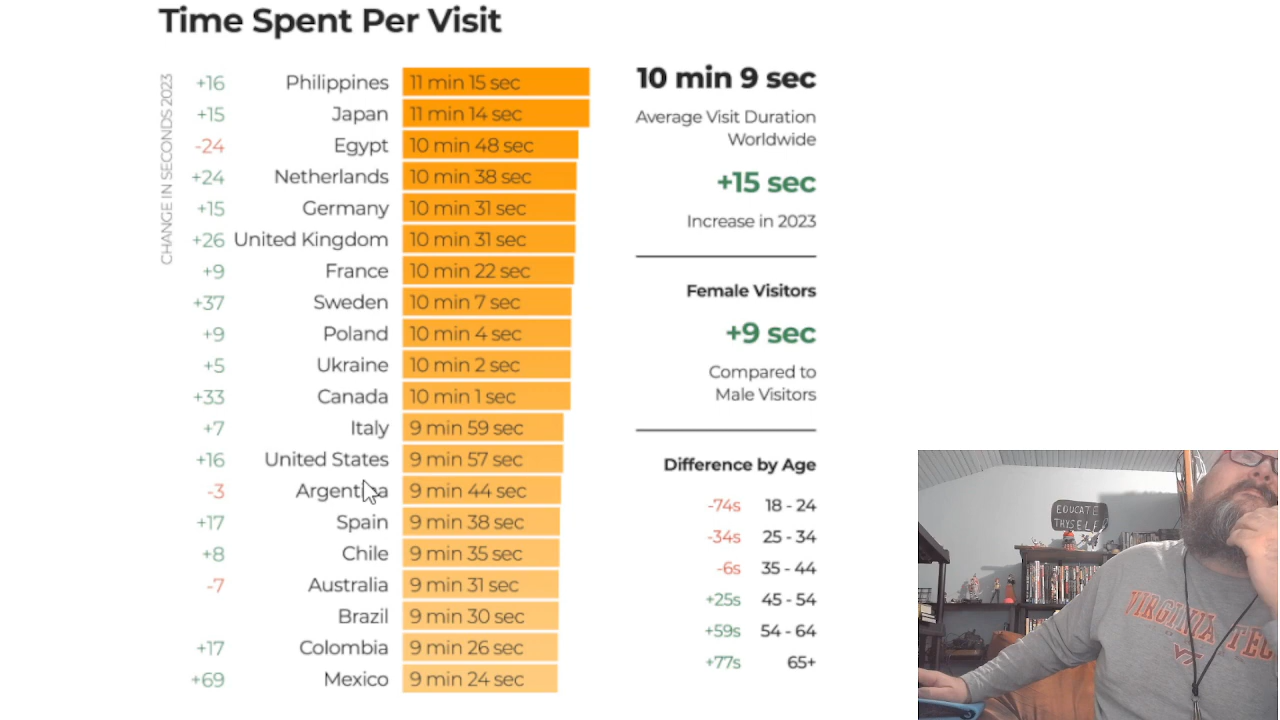 Time Spent Per Visit
CHANGE IN SECONDS 2023
+16 Philippines 11 min 15 sec
+15 Japan 11 min 14 sec
-24 Egypt 10 min 48 sec
+24 Netherlands 10 min 38 sec
+15 Germany 10 min 31 sec
+26 United Kingdom 10 min 31 sec
+9 France 10 min 22 sec
+37 Sweden 10 min 7 sec
+9 Poland 10 min 4 sec
+5 Ukraine 10 min 2 sec
+33 Canada 10 min 1 sec
+7 Italy 9 min 59 sec
+16 United States 9 min 57 sec
-3 Argentina 9 min 44 sec
+17 Spain 9 min 38 sec
+8 Chile 9 min 35 sec
-7 Australia 9 min 31 sec
Brazil 9 min 30 sec
+17 Colombia 9 min 26 sec
+69 Mexico 9 min 24 sec
10 min 9 sec
Average Visit Duration
Worldwide
+15 sec
Increase in 2023
Female Visitors
+9 sec
Compared to
Male Visitors
Difference by Age
-74s 18 - 24
-34s 25 - 34
-6s 35 - 44
+25s 45 - 54
+59s 54 - 64
+77s 65+
EDUCATE
THYSELF
VIRGINIA TEC
VT